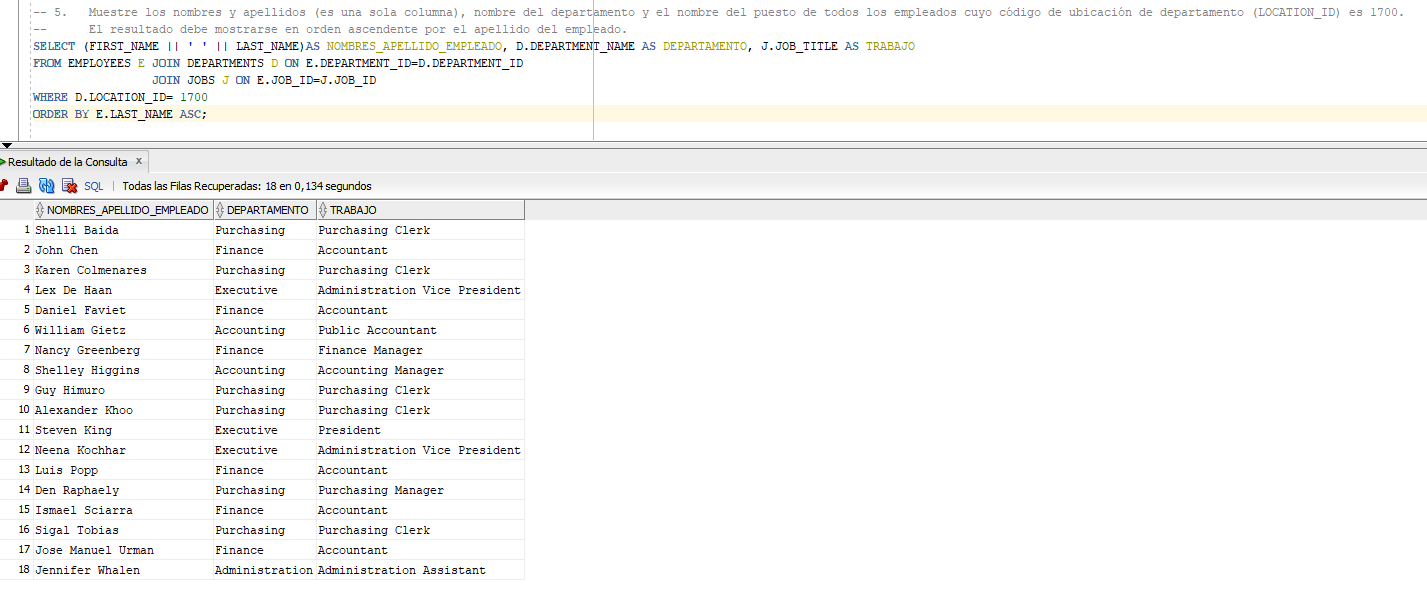 -- 5.   Muestre los nombres y apellidos (es una sola columna), nombre del departamento y el nombre del puesto de todos los empleados cuyo código de ubicación de departamento (LOCATION_ID) es 1700.
--      El resultado debe mostrarse en orden ascendente por el apellido del empleado.
SELECT (FIRST_NAME || ' ' || LAST_NAME)AS NOMBRES_APELLIDO_EMPLEADO, D.DEPARTMENT_NAME AS DEPARTAMENTO, J.JOB_TITLE AS TRABAJO
FROM EMPLOYEES E JOIN DEPARTMENTS D ON E.DEPARTMENT_ID=D.DEPARTMENT_ID
JOIN JOBS J ON E.JOB_ID=J.JOB_ID
WHERE D.LOCATION_ID= 1700
ORDER BY E.LAST_NAME ASC;
Resultado de la Consulta x
SQL | Todas las Filas Recuperadas: 18 en 0,134 segundos
NOMBRES_APELLIDO_EMPLEADO DEPARTAMENTO TRABAJO
1 Shelli Baida Purchasing Purchasing Clerk
2 John Chen Finance Accountant
3 Karen Colmenares Purchasing Purchasing Clerk
4 Lex De Haan Executive Administration Vice President
5 Daniel Faviet Finance Accountant
6 William Gietz Accounting Public Accountant
7 Nancy Greenberg Finance Finance Manager
8 Shelley Higgins Accounting Accounting Manager
9 Guy Himuro Purchasing Purchasing Clerk
10 Alexander Khoo Purchasing Purchasing Clerk
11 Steven King Executive President
12 Neena Kochhar Executive Administration Vice President
13 Luis Popp Finance Accountant
14 Den Raphaely Purchasing Purchasing Manager
15 Ismael Sciarra Finance Accountant
16 Sigal Tobias Purchasing Purchasing Clerk
17 Jose Manuel Urman Finance Accountant
18 Jennifer Whalen Administration Administration Assistant